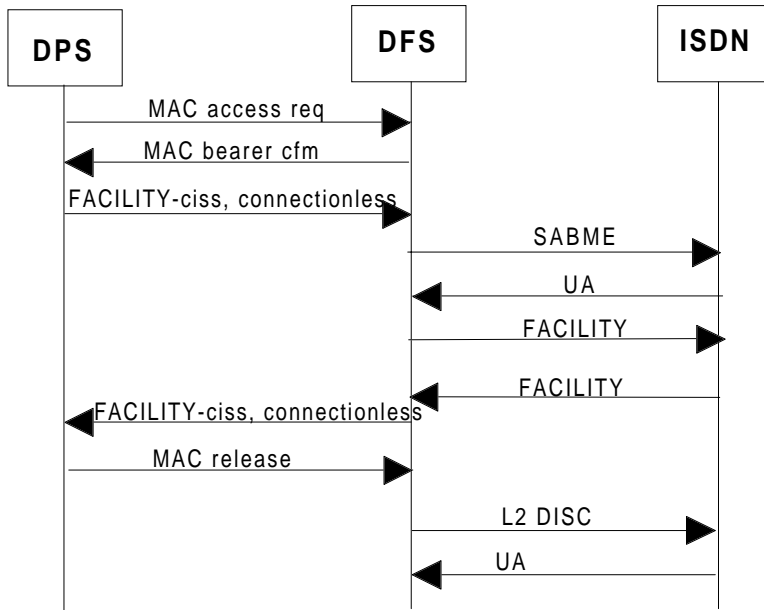 DPS
DFS
ISDN
MAC access req
MAC bearer cfm
FACILITY-ciss, connectionless
SABME
UA
FACILITY
FACILITY
FACILITY-ciss, connectionless
MAC release
L2 DISC
UA